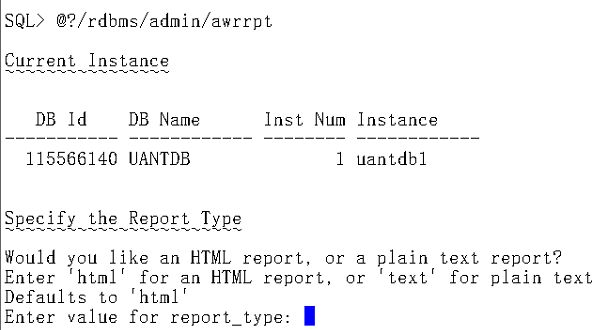 SQL> @?/rdbms/admin/awrrpt
Current Instance
~~~~~~~~~~~~~~~~
DB Id    DB Name      Inst Num Instance
----------- ------------ -------- ------------
115566140 UANTDB              1 uantdb1
Specify the Report Type
~~~~~~~~~~~~~~~~~~~~~~~
Would you like an HTML report, or a plain text report?
Enter 'html' for an HTML report, or 'text' for plain text
Defaults to 'html'
Enter value for report_type: